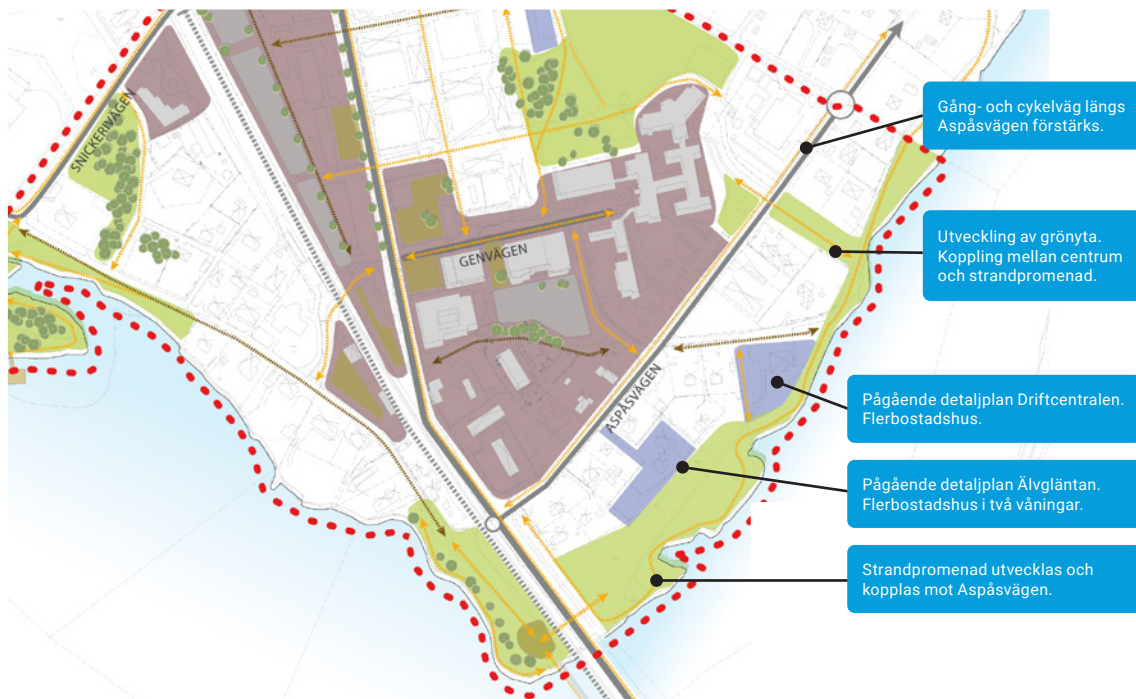 SNICKERIVÄGEN
GENVÄGEN
ASPÅSVÄGEN
Gång- och cykelväg längs
Aspåsvägen förstärks.
Utveckling av grönyta.
Koppling mellan centrum
och strandpromenad.
Pågående detaljplan Driftcentralen.
Flerbostadshus.
Pågående detaljplan Älvgläntan.
Flerbostadshus i två våningar.
Strandpromenad utvecklas och
kopplas mot Aspåsvägen.